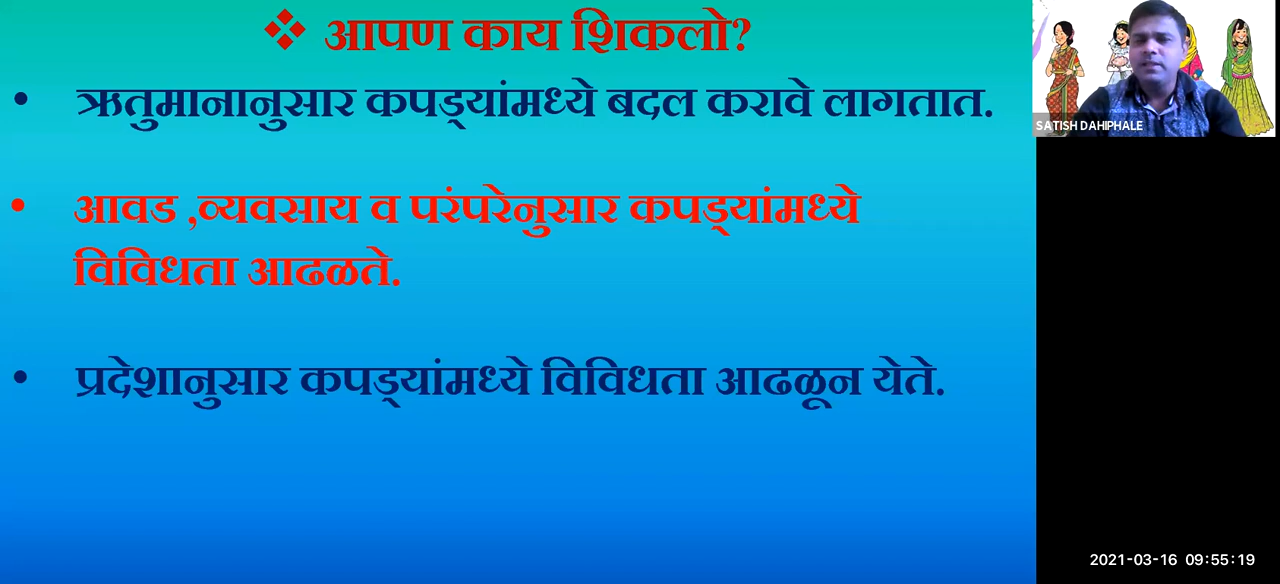 ❖ आपण काय शिकलो?
• ऋतुमानानुसार कपड्यांमध्ये बदल करावे लागतात.
• आवड ,व्यवसाय व परंपरेनुसार कपड्यांमध्ये
विविधता आढळते.
• प्रदेशानुसार कपड्यांमध्ये विविधता आढळून येते.
SATISH DAHIPHALE
2021-03-16 09:55:19